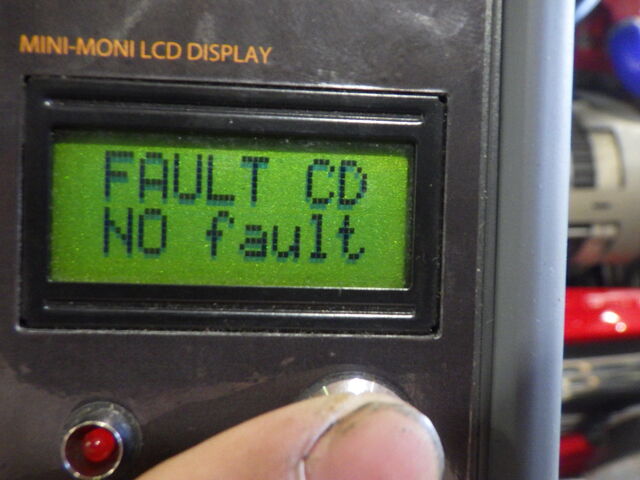 MINI-MONI LCD DISPLAY
FAULT CD
NO fault